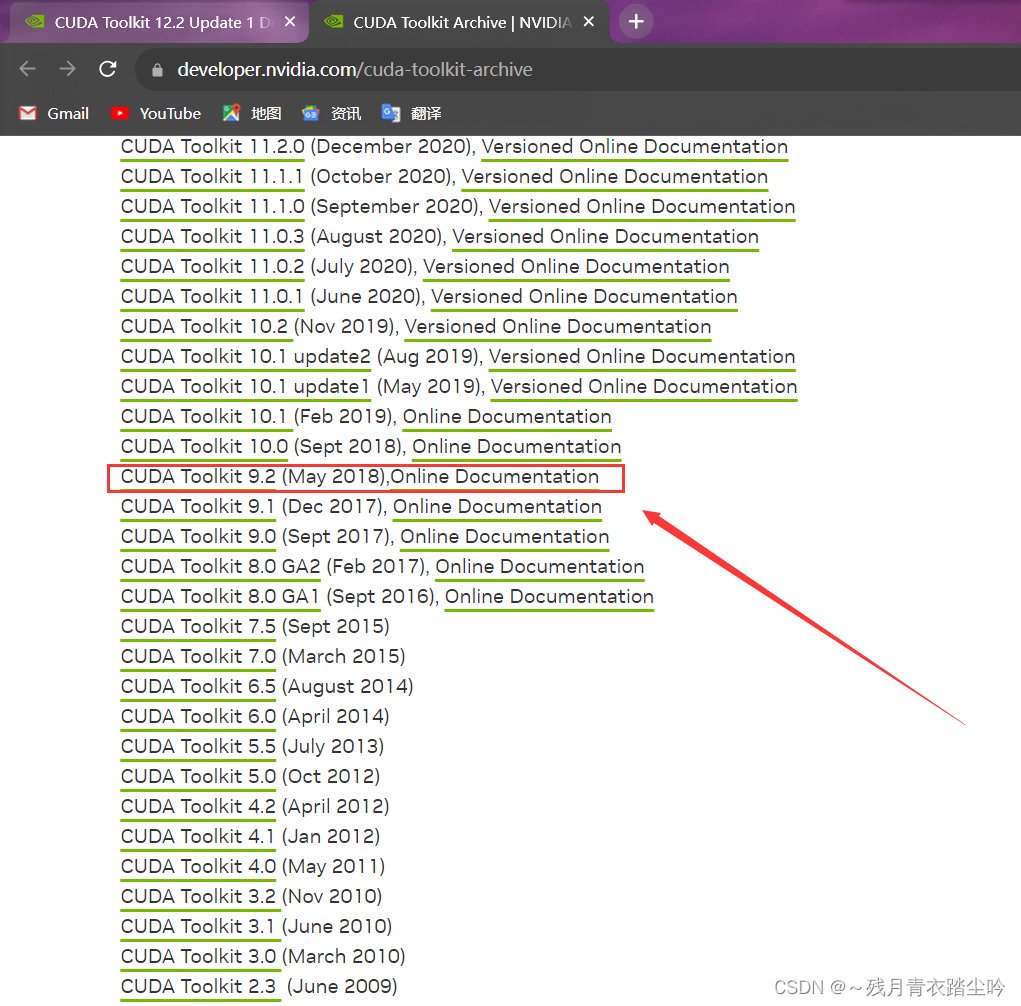 CUDA Toolkit 12.2 Update 1 D
CUDA Toolkit Archive | NVIDIA
developer.nvidia.com/cuda-toolkit-archive
Gmail YouTube 地图 资讯 翻译
CUDA Toolkit 11.2.0 (December 2020), Versioned Online Documentation
CUDA Toolkit 11.1.1 (October 2020), Versioned Online Documentation
CUDA Toolkit 11.1.0 (September 2020), Versioned Online Documentation
CUDA Toolkit 11.0.3 (August 2020), Versioned Online Documentation
CUDA Toolkit 11.0.2 (July 2020), Versioned Online Documentation
CUDA Toolkit 11.0.1 (June 2020), Versioned Online Documentation
CUDA Toolkit 10.2 (Nov 2019), Versioned Online Documentation
CUDA Toolkit 10.1 update2 (Aug 2019), Versioned Online Documentation
CUDA Toolkit 10.1 update1 (May 2019), Versioned Online Documentation
CUDA Toolkit 10.1 (Feb 2019), Online Documentation
CUDA Toolkit 10.0 (Sept 2018), Online Documentation
CUDA Toolkit 9.2 (May 2018),Online Documentation
CUDA Toolkit 9.1 (Dec 2017), Online Documentation
CUDA Toolkit 9.0 (Sept 2017), Online Documentation
CUDA Toolkit 8.0 GA2 (Feb 2017), Online Documentation
CUDA Toolkit 8.0 GA1 (Sept 2016), Online Documentation
CUDA Toolkit 7.5 (Sept 2015)
CUDA Toolkit 7.0 (March 2015)
CUDA Toolkit 6.5 (August 2014)
CUDA Toolkit 6.0 (April 2014)
CUDA Toolkit 5.5 (July 2013)
CUDA Toolkit 5.0 (Oct 2012)
CUDA Toolkit 4.2 (April 2012)
CUDA Toolkit 4.1 (Jan 2012)
CUDA Toolkit 4.0 (May 2011)
CUDA Toolkit 3.2 (Nov 2010)
CUDA Toolkit 3.1 (June 2010)
CUDA Toolkit 3.0 (March 2010)
CUDA Toolkit 2.3 (June 2009)
CSDN @～残月青衣踏尘吟